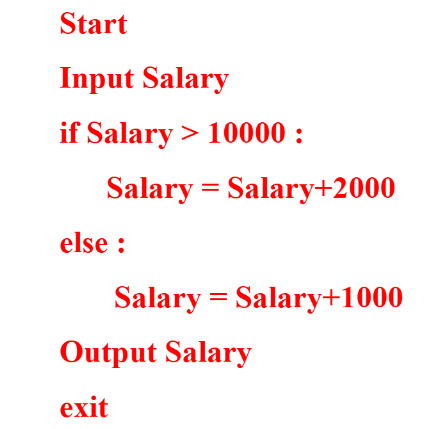 Start
Input Salary
if Salary > 10000 :
Salary = Salary+2000
else :
Salary = Salary+1000
Output Salary
exit